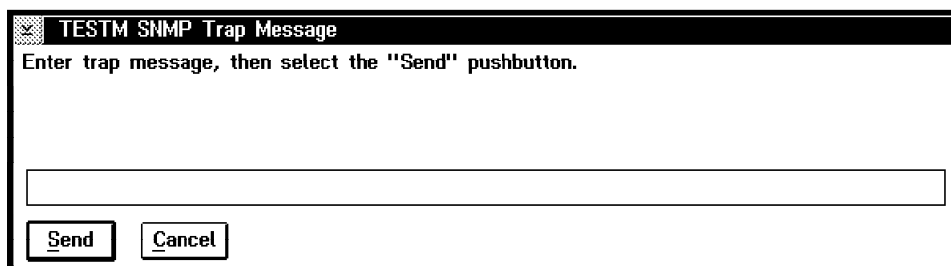 TESTM SNMP Trap Message
Enter trap message, then select the "Send" pushbutton.
Send Cancel